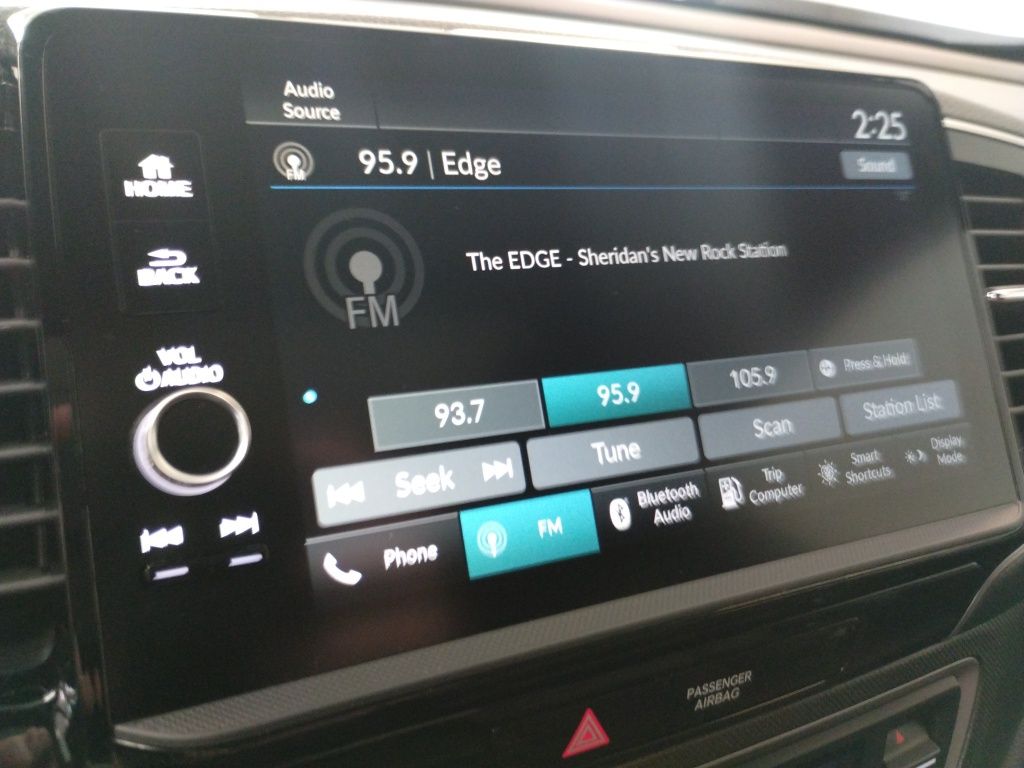 Audio
Source
2:25
FM
95.9 | Edge
Sound
HOME
BACK
FM
The EDGE - Sheridan's New Rock Station
VOL
AUDIO
93.7
95.9
105.9
Press & Hold
Seek
Tune
Scan
Station List
Phone
FM
Bluetooth
Audio
Trip
Computer
Smart
Shortcuts
Display
Mode
PASSENGER
AIRBAG